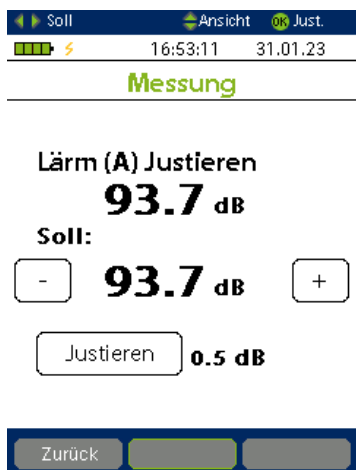 Soll Ansicht OK Just.
16:53:11 31.01.23
Messung
Lärm (A) Justieren
93.7 dB
Soll:
- 93.7 dB +
Justieren 0.5 dB
Zurück